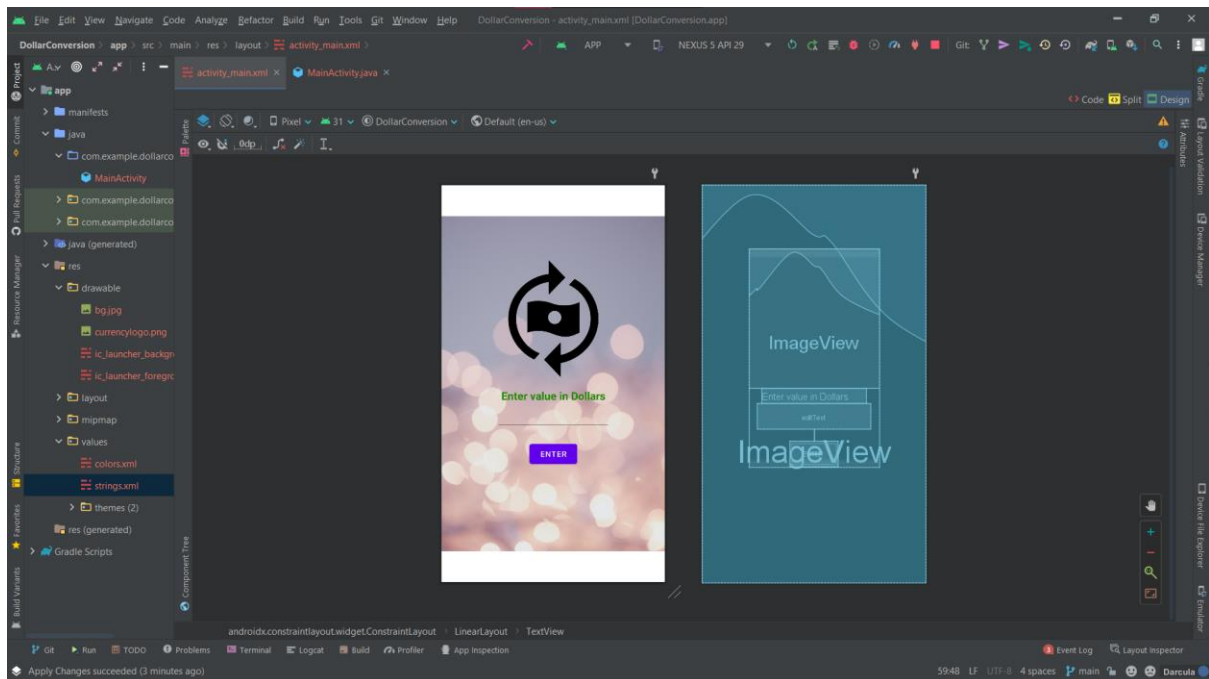 File Edit View Navigate Code Analyze Refactor Build Run Tools Git Window Help DollarConversion - activity_main.xml [DollarConversion.app]
DollarConversion app src main res layout activity_main.xml
APP NEXUS 5 API 29 Git:
activity_main.xml MainActivity.java
Code Split Design
Pixel 31 DollarConversion Default (en-us)
0dp
Project
Commit
Pull Requests
Resource Manager
Structure
Favorites
Build Variants
app
manifests
java
com.example.dollarco
MainActivity
com.example.dollarco
com.example.dollarco
java (generated)
res
drawable
bg.jpg
currencylogo.png
ic_launcher_backgr
ic_launcher_foregrc
layout
mipmap
values
colors.xml
strings.xml
themes (2)
res (generated)
Gradle Scripts
Palette
Component Tree
Enter value in Dollars
ENTER
ImageView
Enter value in Dollars
editText
ImageView
Attributes
Gradle
Layout Validation
Device Manager
Device File Explorer
Emulator
androidx.constraintlayout.widget.ConstraintLayout LinearLayout TextView
Git Run TODO Problems Terminal Logcat Build Profiler App Inspection Event Log Layout Inspector
Apply Changes succeeded (3 minutes ago) 59:48 LF UTF-8 4 spaces main Darcula